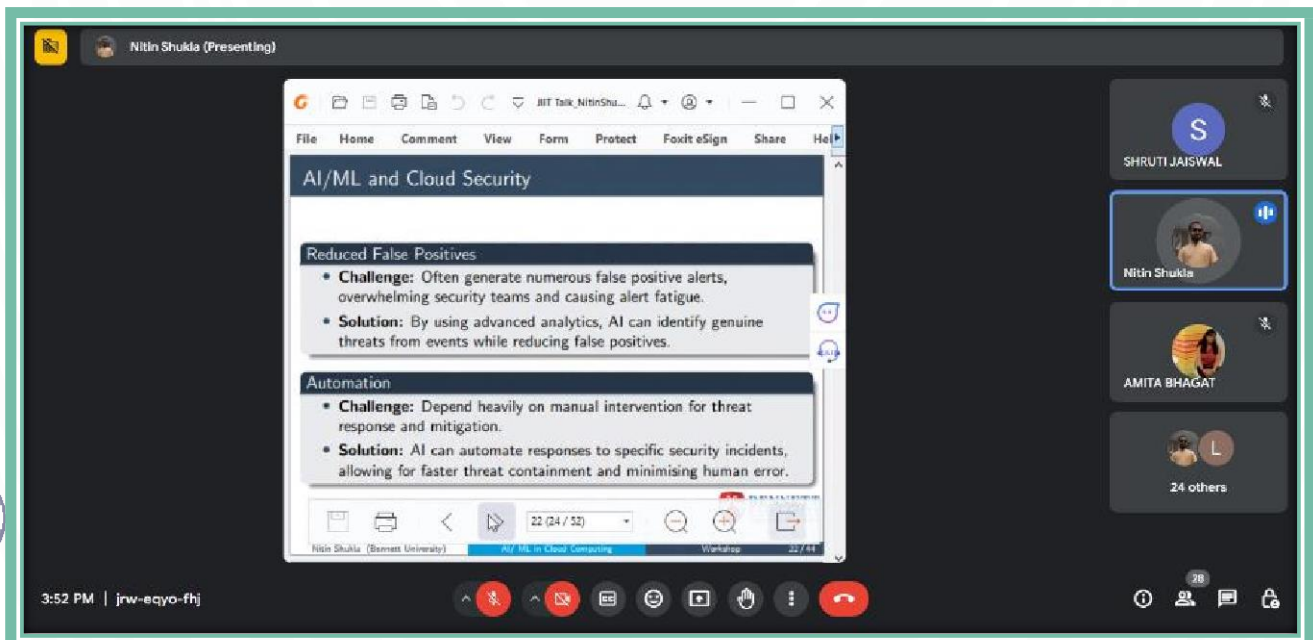 Nitin Shukla (Presenting)
JIIT Talk_NitinShu...
File Home Comment View Form Protect Foxit eSign Share Hel
AI/ML and Cloud Security
Reduced False Positives
• Challenge: Often generate numerous false positive alerts,
overwhelming security teams and causing alert fatigue.
• Solution: By using advanced analytics, AI can identify genuine
threats from events while reducing false positives.
Automation
• Challenge: Depend heavily on manual intervention for threat
response and mitigation.
• Solution: AI can automate responses to specific security incidents,
allowing for faster threat containment and minimising human error.
22 (24 / 52)
Nitin Shukla (Bennett University) AI/ ML in Cloud Computing Workshop 22/44
S
SHRUTI JAISWAL
Nitin Shukla
AMITA BHAGAT
L
24 others
3:52 PM | jrw-eqyo-fhj
CC
28